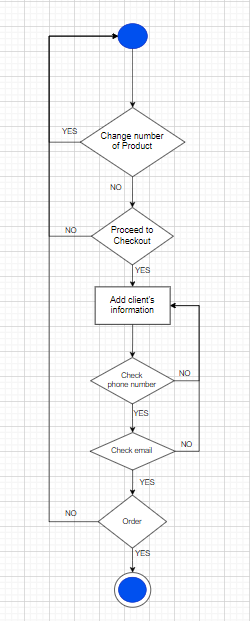 YES
Change number
of Product
NO
NO
Proceed to
Checkout
YES
Add client's
information
Check
phone number
NO
YES
Check email
NO
YES
NO
Order
YES